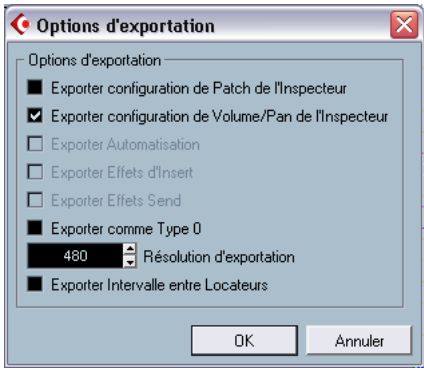 Options d'exportation
Options d'exportation
Exporter configuration de Patch de l'Inspecteur
Exporter configuration de Volume/Pan de l'Inspecteur
Exporter Automatisation
Exporter Effets d'Insert
Exporter Effets Send
Exporter comme Type 0
480 Résolution d'exportation
Exporter Intervalle entre Locateurs
OK Annuler